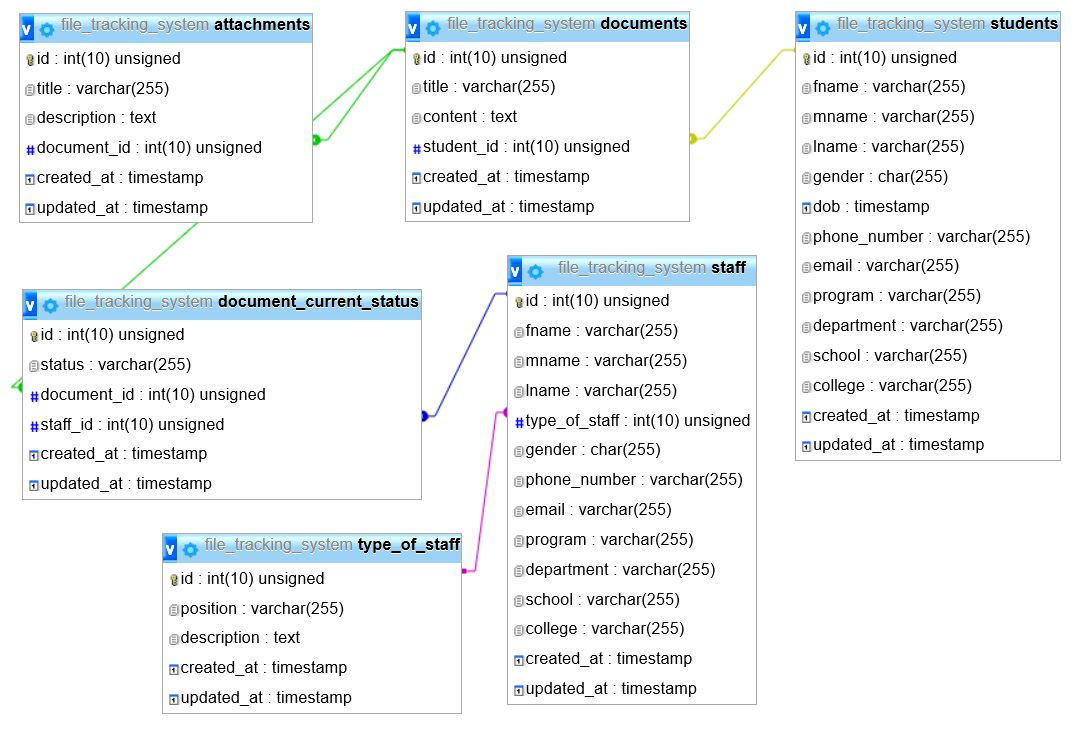 file_tracking_system attachments
id : int(10) unsigned
title : varchar(255)
description : text
document_id : int(10) unsigned
created_at : timestamp
updated_at : timestamp
file_tracking_system documents
id : int(10) unsigned
title : varchar(255)
content : text
student_id : int(10) unsigned
created_at : timestamp
updated_at : timestamp
file_tracking_system students
id : int(10) unsigned
fname : varchar(255)
mname : varchar(255)
lname : varchar(255)
gender : char(255)
dob : timestamp
phone_number : varchar(255)
email : varchar(255)
program : varchar(255)
department : varchar(255)
school : varchar(255)
college : varchar(255)
created_at : timestamp
updated_at : timestamp
file_tracking_system document_current_status
id : int(10) unsigned
status : varchar(255)
document_id : int(10) unsigned
staff_id : int(10) unsigned
created_at : timestamp
updated_at : timestamp
file_tracking_system staff
id : int(10) unsigned
fname : varchar(255)
mname : varchar(255)
lname : varchar(255)
type_of_staff : int(10) unsigned
gender : char(255)
phone_number : varchar(255)
email : varchar(255)
program : varchar(255)
department : varchar(255)
school : varchar(255)
college : varchar(255)
created_at : timestamp
updated_at : timestamp
file_tracking_system type_of_staff
id : int(10) unsigned
position : varchar(255)
description : text
created_at : timestamp
updated_at : timestamp